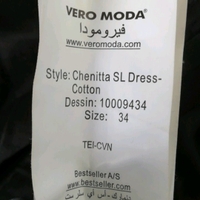 VERO MODA®
فيرومودا
www.veromoda.com
Style: Chenitta SL Dress-
Cotton
Dessin: 10009434
Size: 34
TEI-CVN
Bestseller A/S
www.bestseller.com